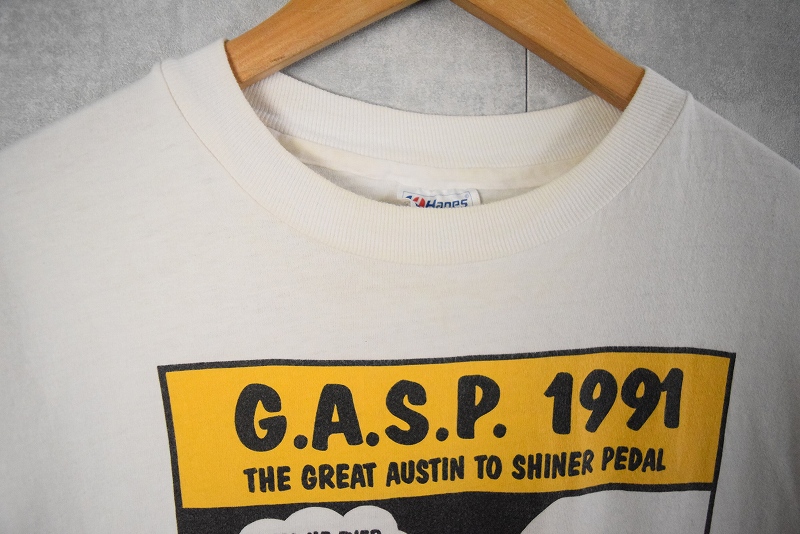 Hanes
G.A.S.P. 1991
THE GREAT AUSTIN TO SHINER PEDAL